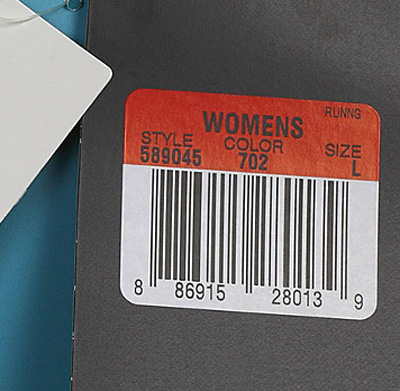 RUNNG
WOMENS
STYLE COLOR SIZE
589045 702 L
8 86915 28013 9